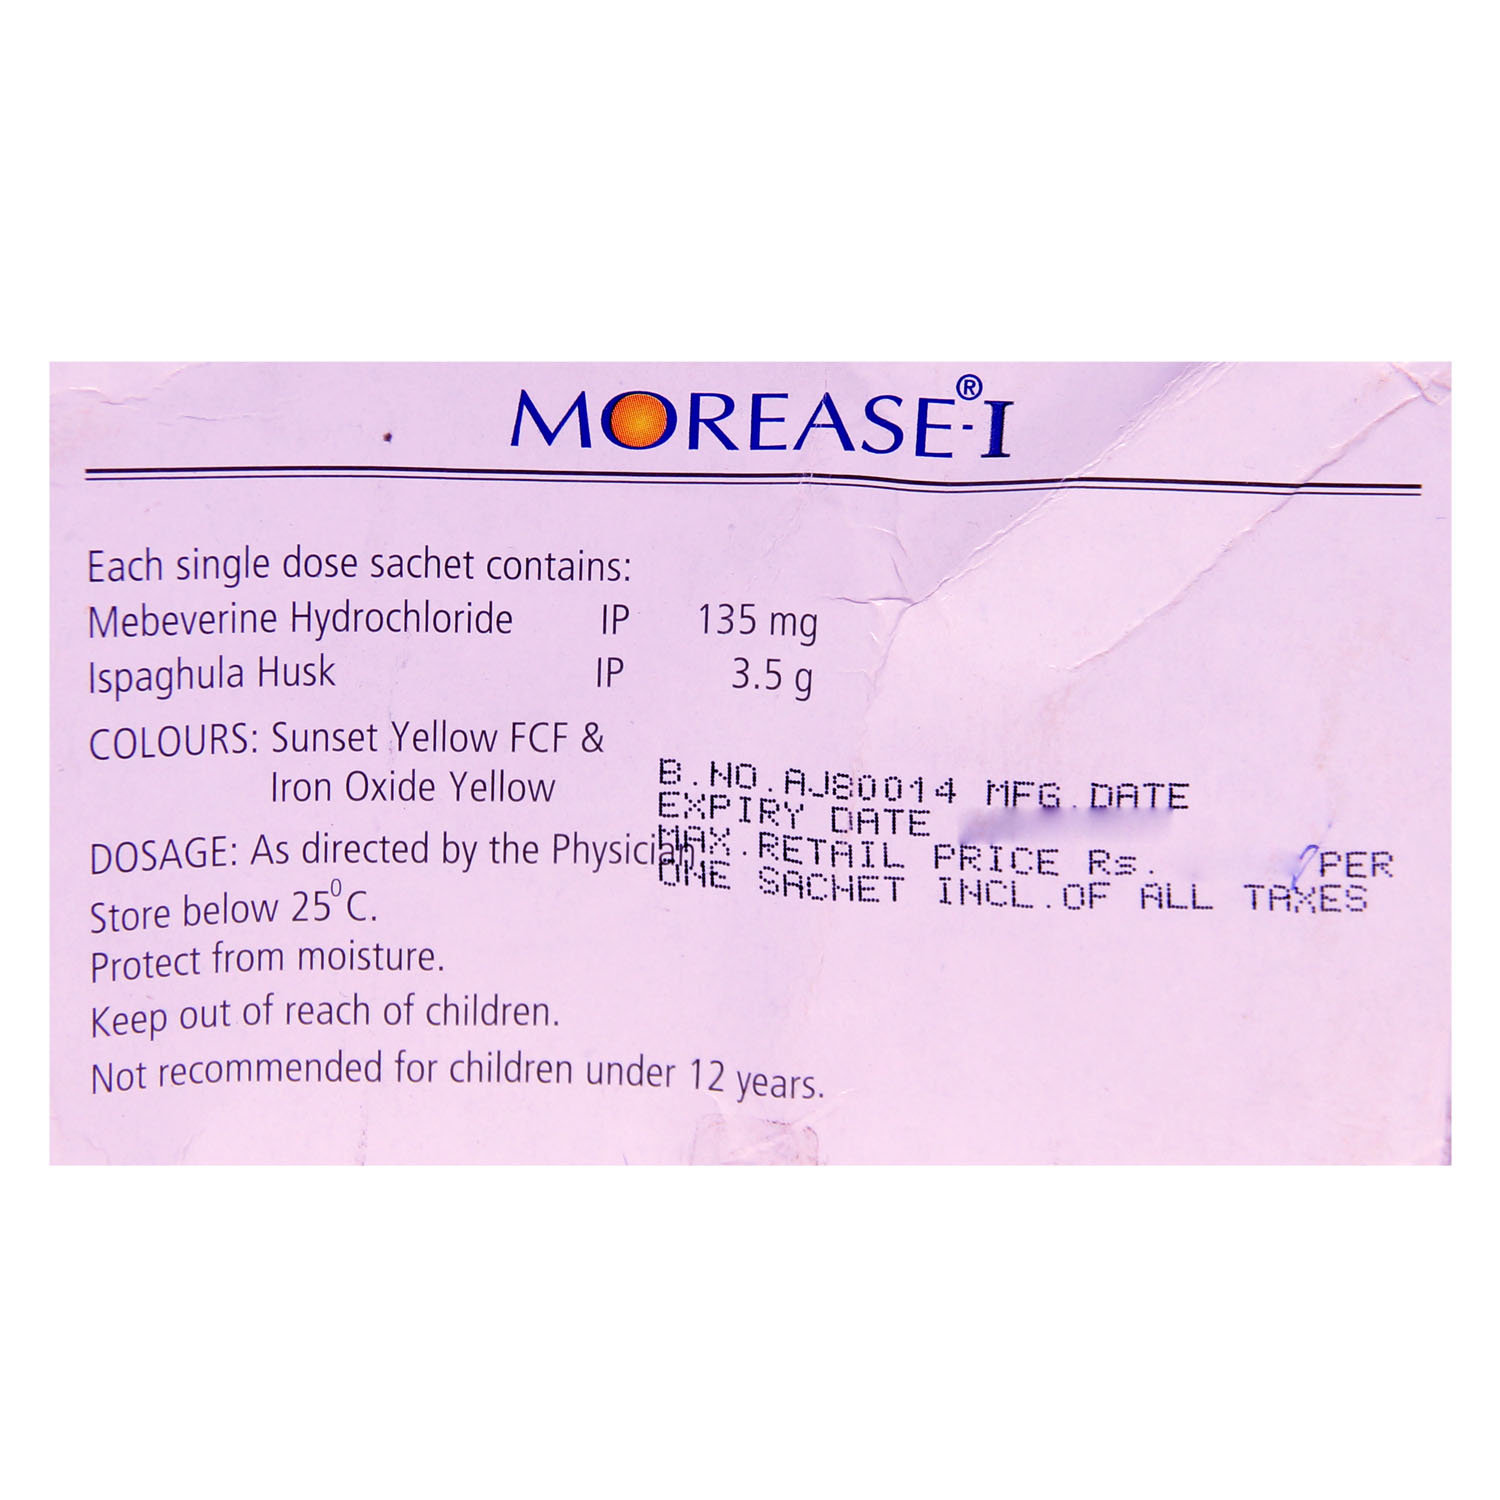 MOREASE®-I
Each single dose sachet contains:
Mebeverine Hydrochloride IP 135 mg
Ispaghula Husk IP 3.5 g
COLOURS: Sunset Yellow FCF &
Iron Oxide Yellow
DOSAGE: As directed by the Physician.
Store below 25⁰C.
Protect from moisture.
Keep out of reach of children.
Not recommended for children under 12 years.
B.NO.AJ80014 MFG.DATE
EXPIRY DATE
MAX.RETAIL PRICE Rs. /PER
ONE SACHET INCL.OF ALL TAXES